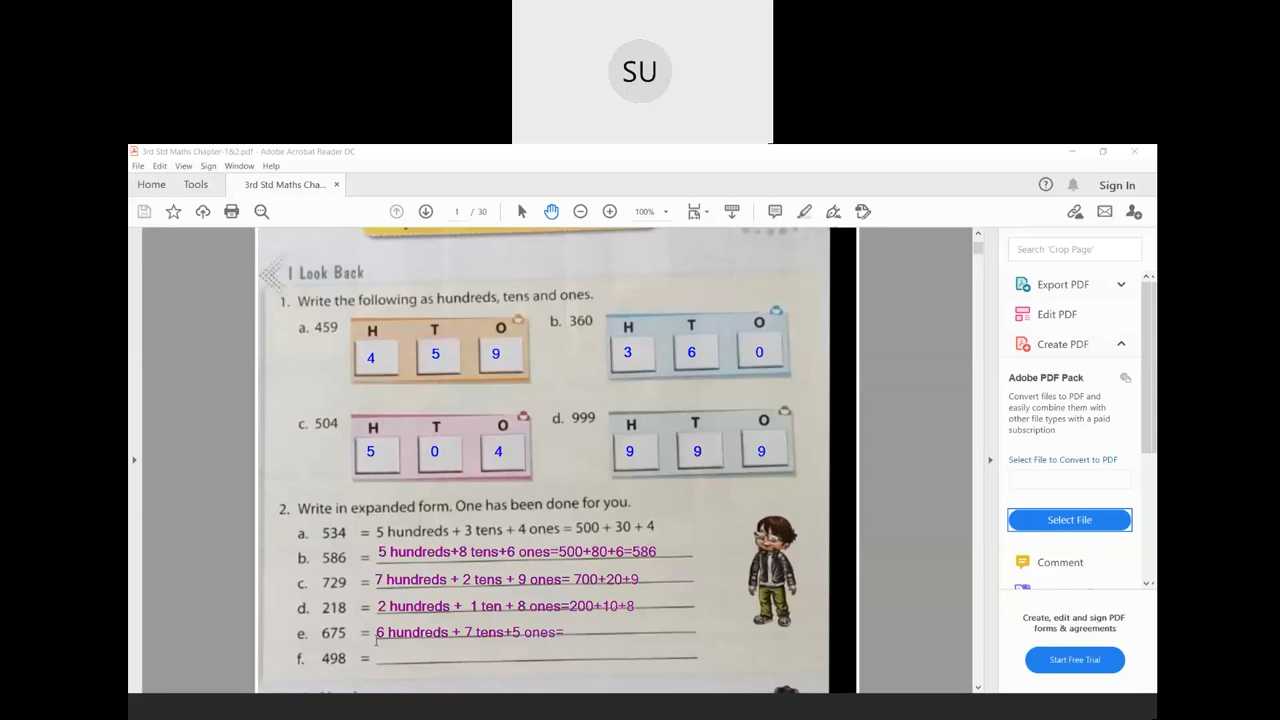 SU
3rd Std Maths Chapter-1&2.pdf - Adobe Acrobat Reader DC
File Edit View Sign Window Help
Home Tools 3rd Std Maths Cha... × Sign In
1 / 30 100%
I Look Back
Search 'Crop Page'
1. Write the following as hundreds, tens and ones.
Export PDF
a. 459 H T O b. 360 H T O
4 5 9 3 6 0
Edit PDF
Create PDF
Adobe PDF Pack
Convert files to PDF and
easily combine them with
other file types with a paid
subscription
c. 504 H T O d. 999 H T O
5 0 4 9 9 9
Select File to Convert to PDF
2. Write in expanded form. One has been done for you.
Select File
a. 534 = 5 hundreds + 3 tens + 4 ones = 500 + 30 + 4
b. 586 = 5 hundreds+8 tens+6 ones=500+80+6=586
Comment
c. 729 = 7 hundreds + 2 tens + 9 ones= 700+20+9
d. 218 = 2 hundreds + 1 ten + 8 ones=200+10+8
e. 675 = 6 hundreds + 7 tens+5 ones=
f. 498 =
Create, edit and sign PDF
forms & agreements
Start Free Trial